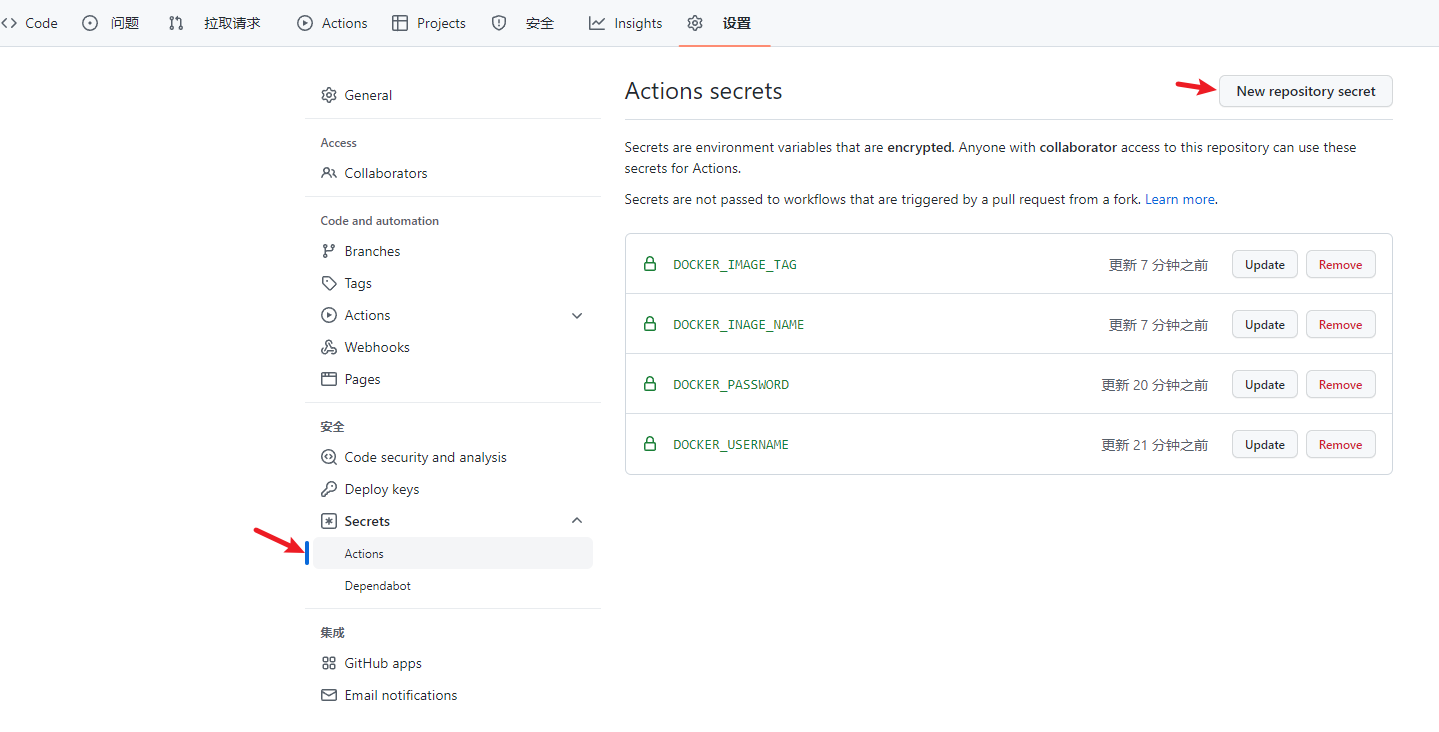 Code 问题 拉取请求 Actions Projects 安全 Insights 设置
General
Access
Collaborators
Code and automation
Branches
Tags
Actions
Webhooks
Pages
安全
Code security and analysis
Deploy keys
Secrets
Actions
Dependabot
集成
GitHub apps
Email notifications
Actions secrets
New repository secret
Secrets are environment variables that are encrypted. Anyone with collaborator access to this repository can use these
secrets for Actions.
Secrets are not passed to workflows that are triggered by a pull request from a fork. Learn more.
DOCKER_IMAGE_TAG 更新 7 分钟之前 Update Remove
DOCKER_INAGE_NAME 更新 7 分钟之前 Update Remove
DOCKER_PASSWORD 更新 20 分钟之前 Update Remove
DOCKER_USERNAME 更新 21 分钟之前 Update Remove